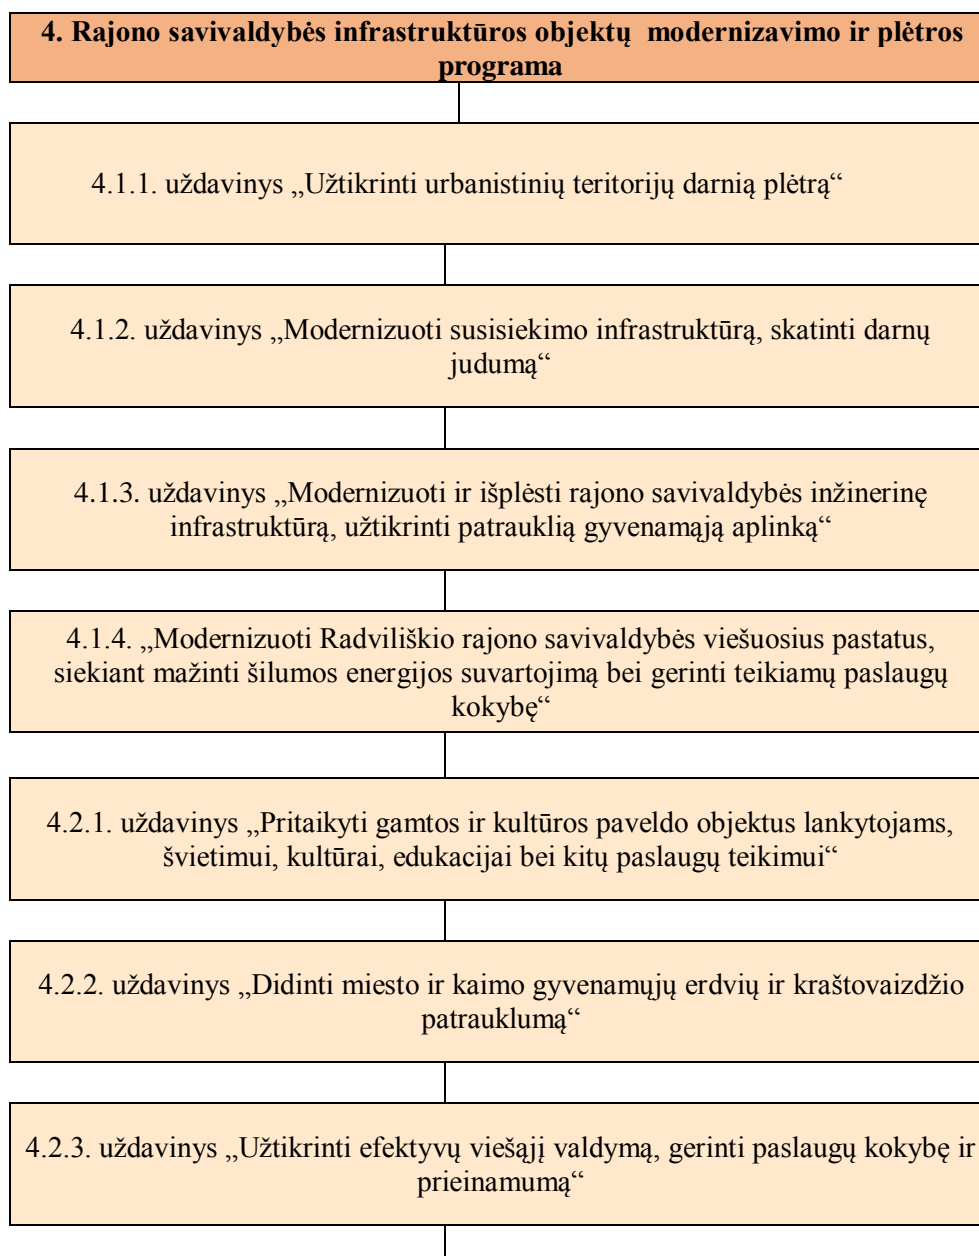 4. Rajono savivaldybės infrastruktūros objektų modernizavimo ir plėtros
programa
4.1.1. uždavinys „Užtikrinti urbanistinių teritorijų darnią plėtrą“
4.1.2. uždavinys „Modernizuoti susisiekimo infrastruktūrą, skatinti darnų
judumą“
4.1.3. uždavinys „Modernizuoti ir išplėsti rajono savivaldybės inžinerinę
infrastruktūrą, užtikrinti patrauklią gyvenamąją aplinką“
4.1.4. „Modernizuoti Radviliškio rajono savivaldybės viešuosius pastatus,
siekiant mažinti šilumos energijos suvartojimą bei gerinti teikiamų paslaugų
kokybę“
4.2.1. uždavinys „Pritaikyti gamtos ir kultūros paveldo objektus lankytojams,
švietimui, kultūrai, edukacijai bei kitų paslaugų teikimui“
4.2.2. uždavinys „Didinti miesto ir kaimo gyvenamųjų erdvių ir kraštovaizdžio
patrauklumą“
4.2.3. uždavinys „Užtikrinti efektyvų viešąjį valdymą, gerinti paslaugų kokybę ir
prieinamumą“